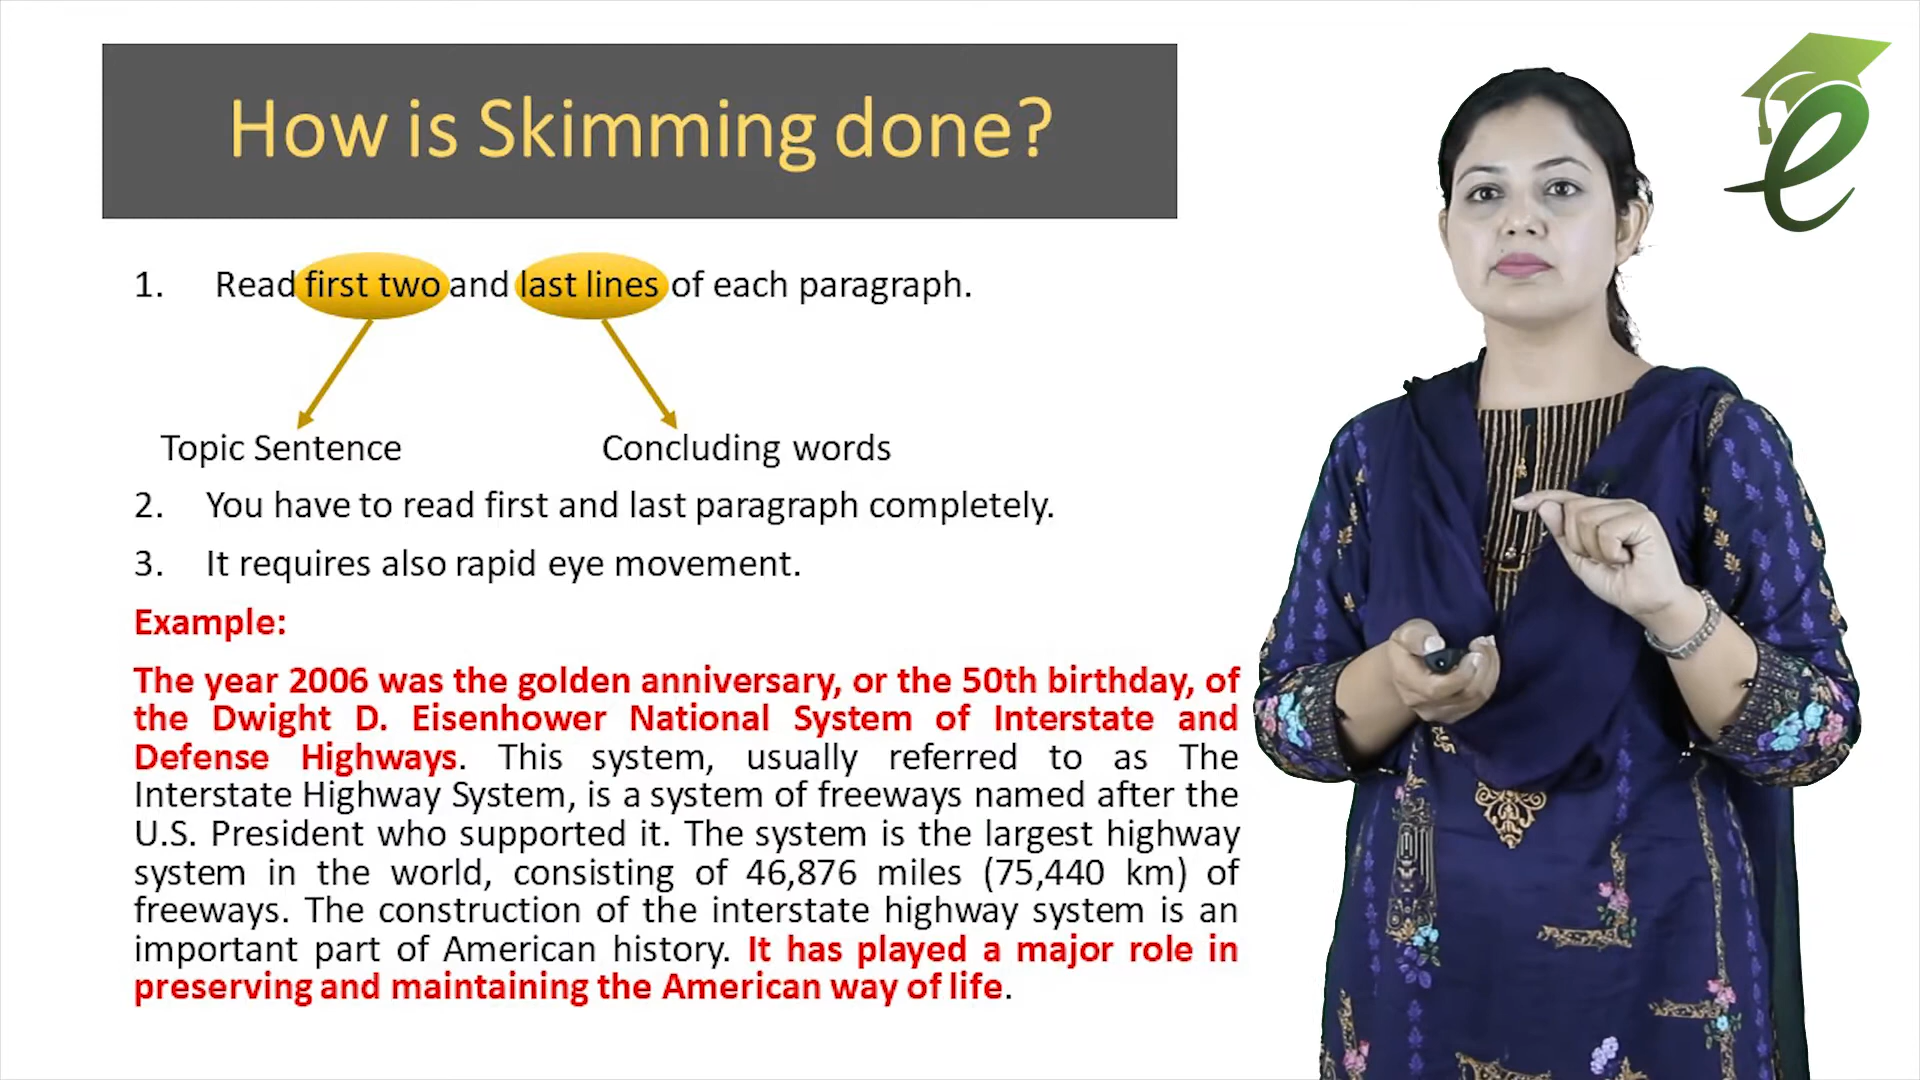 How is Skimming done?
1. Read first two and last lines of each paragraph.
Topic Sentence Concluding words
2. You have to read first and last paragraph completely.
3. It requires also rapid eye movement.
Example:
The year 2006 was the golden anniversary, or the 50th birthday, of
the Dwight D. Eisenhower National System of Interstate and
Defense Highways. This system, usually referred to as The
Interstate Highway System, is a system of freeways named after the
U.S. President who supported it. The system is the largest highway
system in the world, consisting of 46,876 miles (75,440 km) of
freeways. The construction of the interstate highway system is an
important part of American history. It has played a major role in
preserving and maintaining the American way of life.